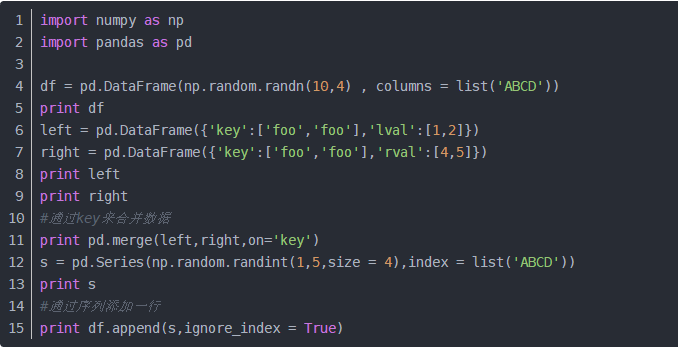 1 import numpy as np
2 import pandas as pd
3
4 df = pd.DataFrame(np.random.randn(10,4) , columns = list('ABCD'))
5 print df
6 left = pd.DataFrame({'key':['foo','foo'],'lval':[1,2]})
7 right = pd.DataFrame({'key':['foo','foo'],'rval':[4,5]})
8 print left
9 print right
10 #通过key来合并数据
11 print pd.merge(left,right,on='key')
12 s = pd.Series(np.random.randint(1,5,size = 4),index = list('ABCD'))
13 print s
14 #通过序列添加一行
15 print df.append(s,ignore_index = True)